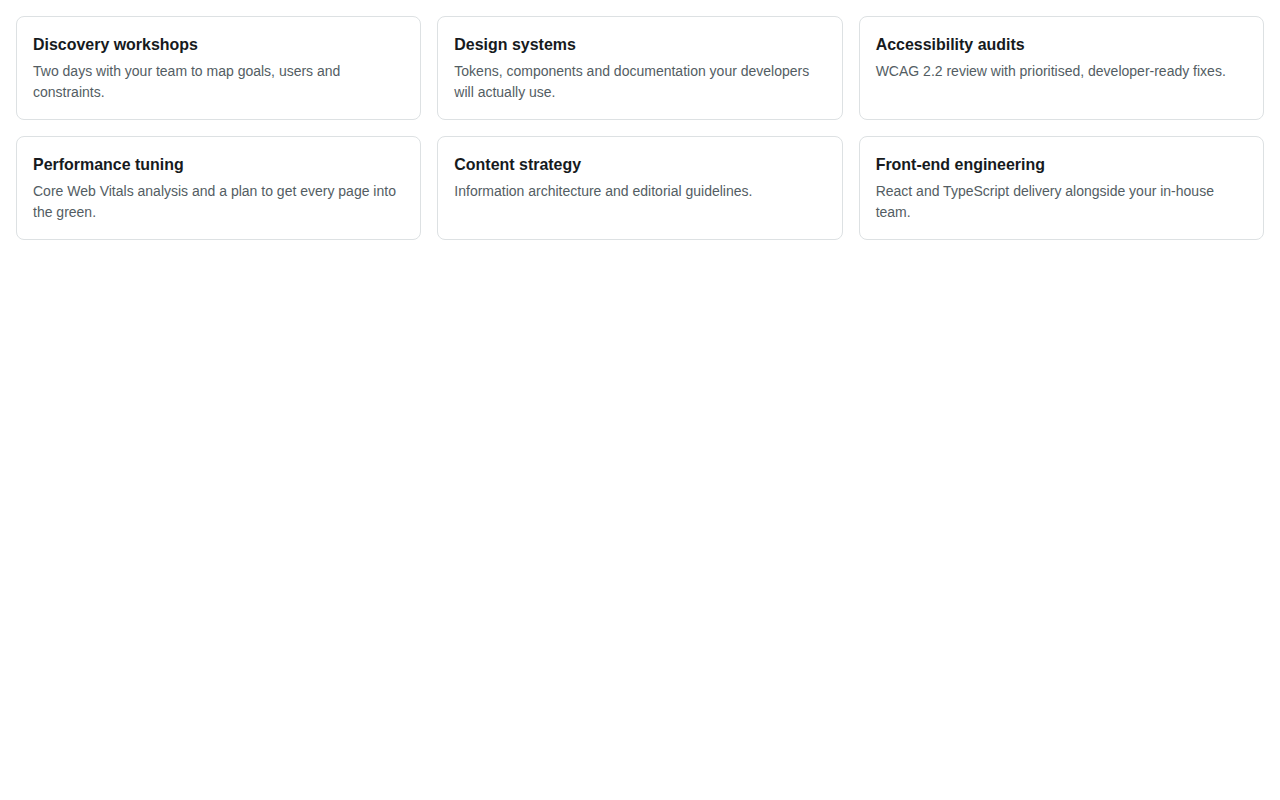 Discovery workshops
Two days with your team to map goals, users and
constraints.
Design systems
Tokens, components and documentation your developers
will actually use.
Accessibility audits
WCAG 2.2 review with prioritised, developer-ready fixes.
Performance tuning
Core Web Vitals analysis and a plan to get every page into
the green.
Content strategy
Information architecture and editorial guidelines.
Front-end engineering
React and TypeScript delivery alongside your in-house
team.